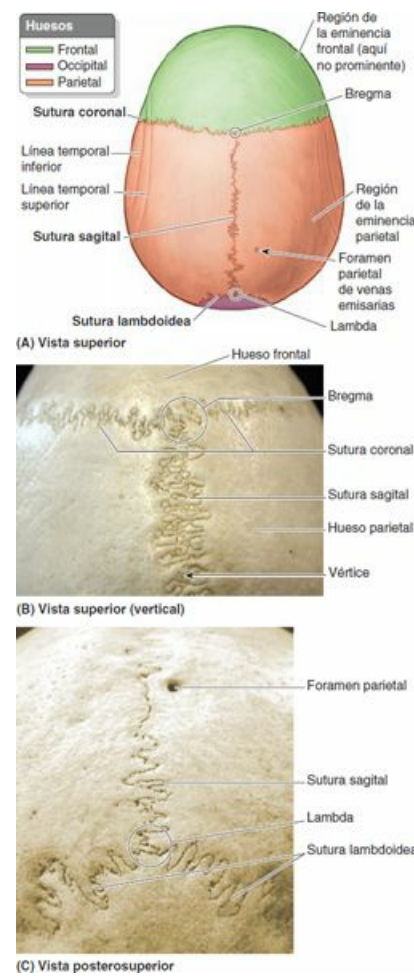 Huesos
Frontal
Occipital
Parietal
Región de
la eminencia
frontal (aquí
no prominente)
Bregma
Sutura coronal
Línea temporal
inferior
Línea temporal
superior
Sutura sagital
Región
de la
eminencia
parietal
Foramen
parietal
de venas
emisarias
Sutura lambdoidea
Lambda
(A) Vista superior
Hueso frontal
Bregma
Sutura coronal
Sutura sagital
Hueso parietal
Vértice
(B) Vista superior (vertical)
Foramen parietal
Sutura sagital
Lambda
Sutura lambdoidea
(C) Vista posterosuperior